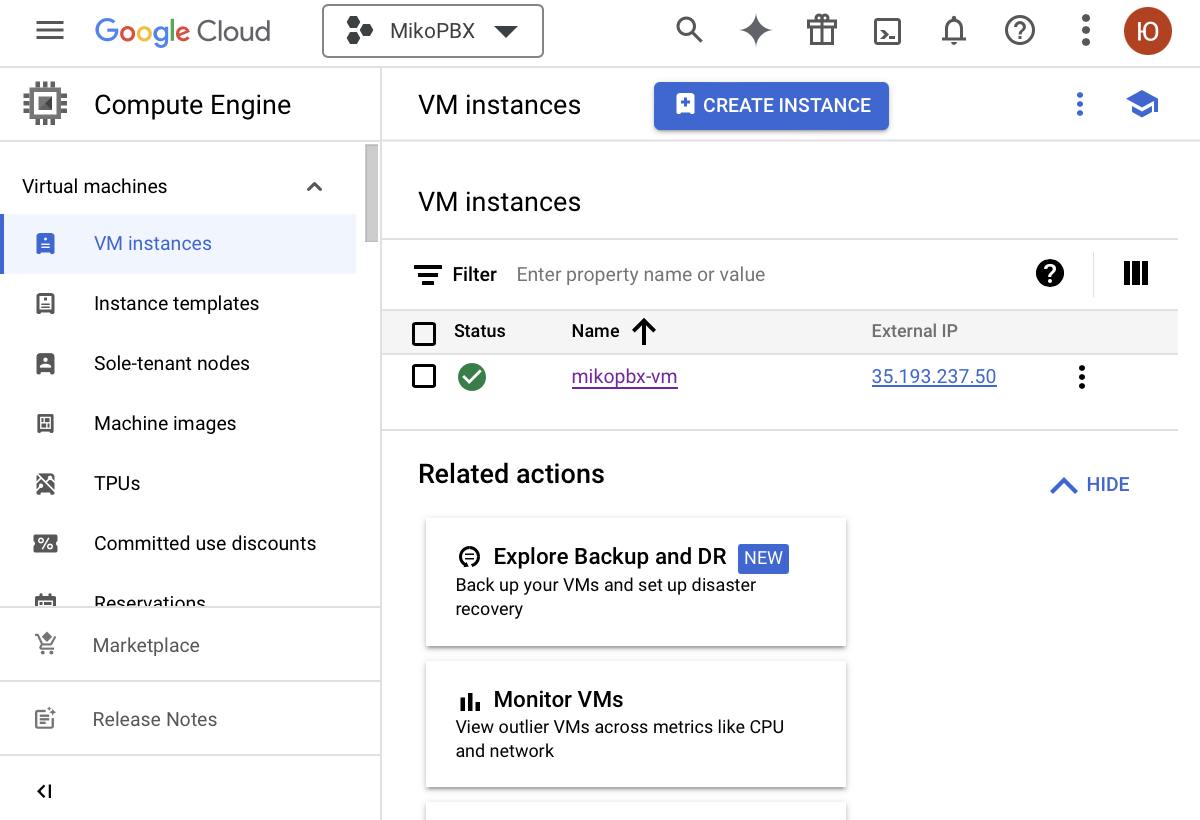 Google Cloud
MikoPBX
Ю
Compute Engine
VM instances
CREATE INSTANCE
Virtual machines
VM instances
Instance templates
Sole-tenant nodes
Machine images
TPUs
Committed use discounts
Reservations
Marketplace
Release Notes
VM instances
Filter Enter property name or value
Status Name External IP
mikopbx-vm 35.193.237.50
Related actions
HIDE
Explore Backup and DR NEW
Back up your VMs and set up disaster
recovery
Monitor VMs
View outlier VMs across metrics like CPU
and network